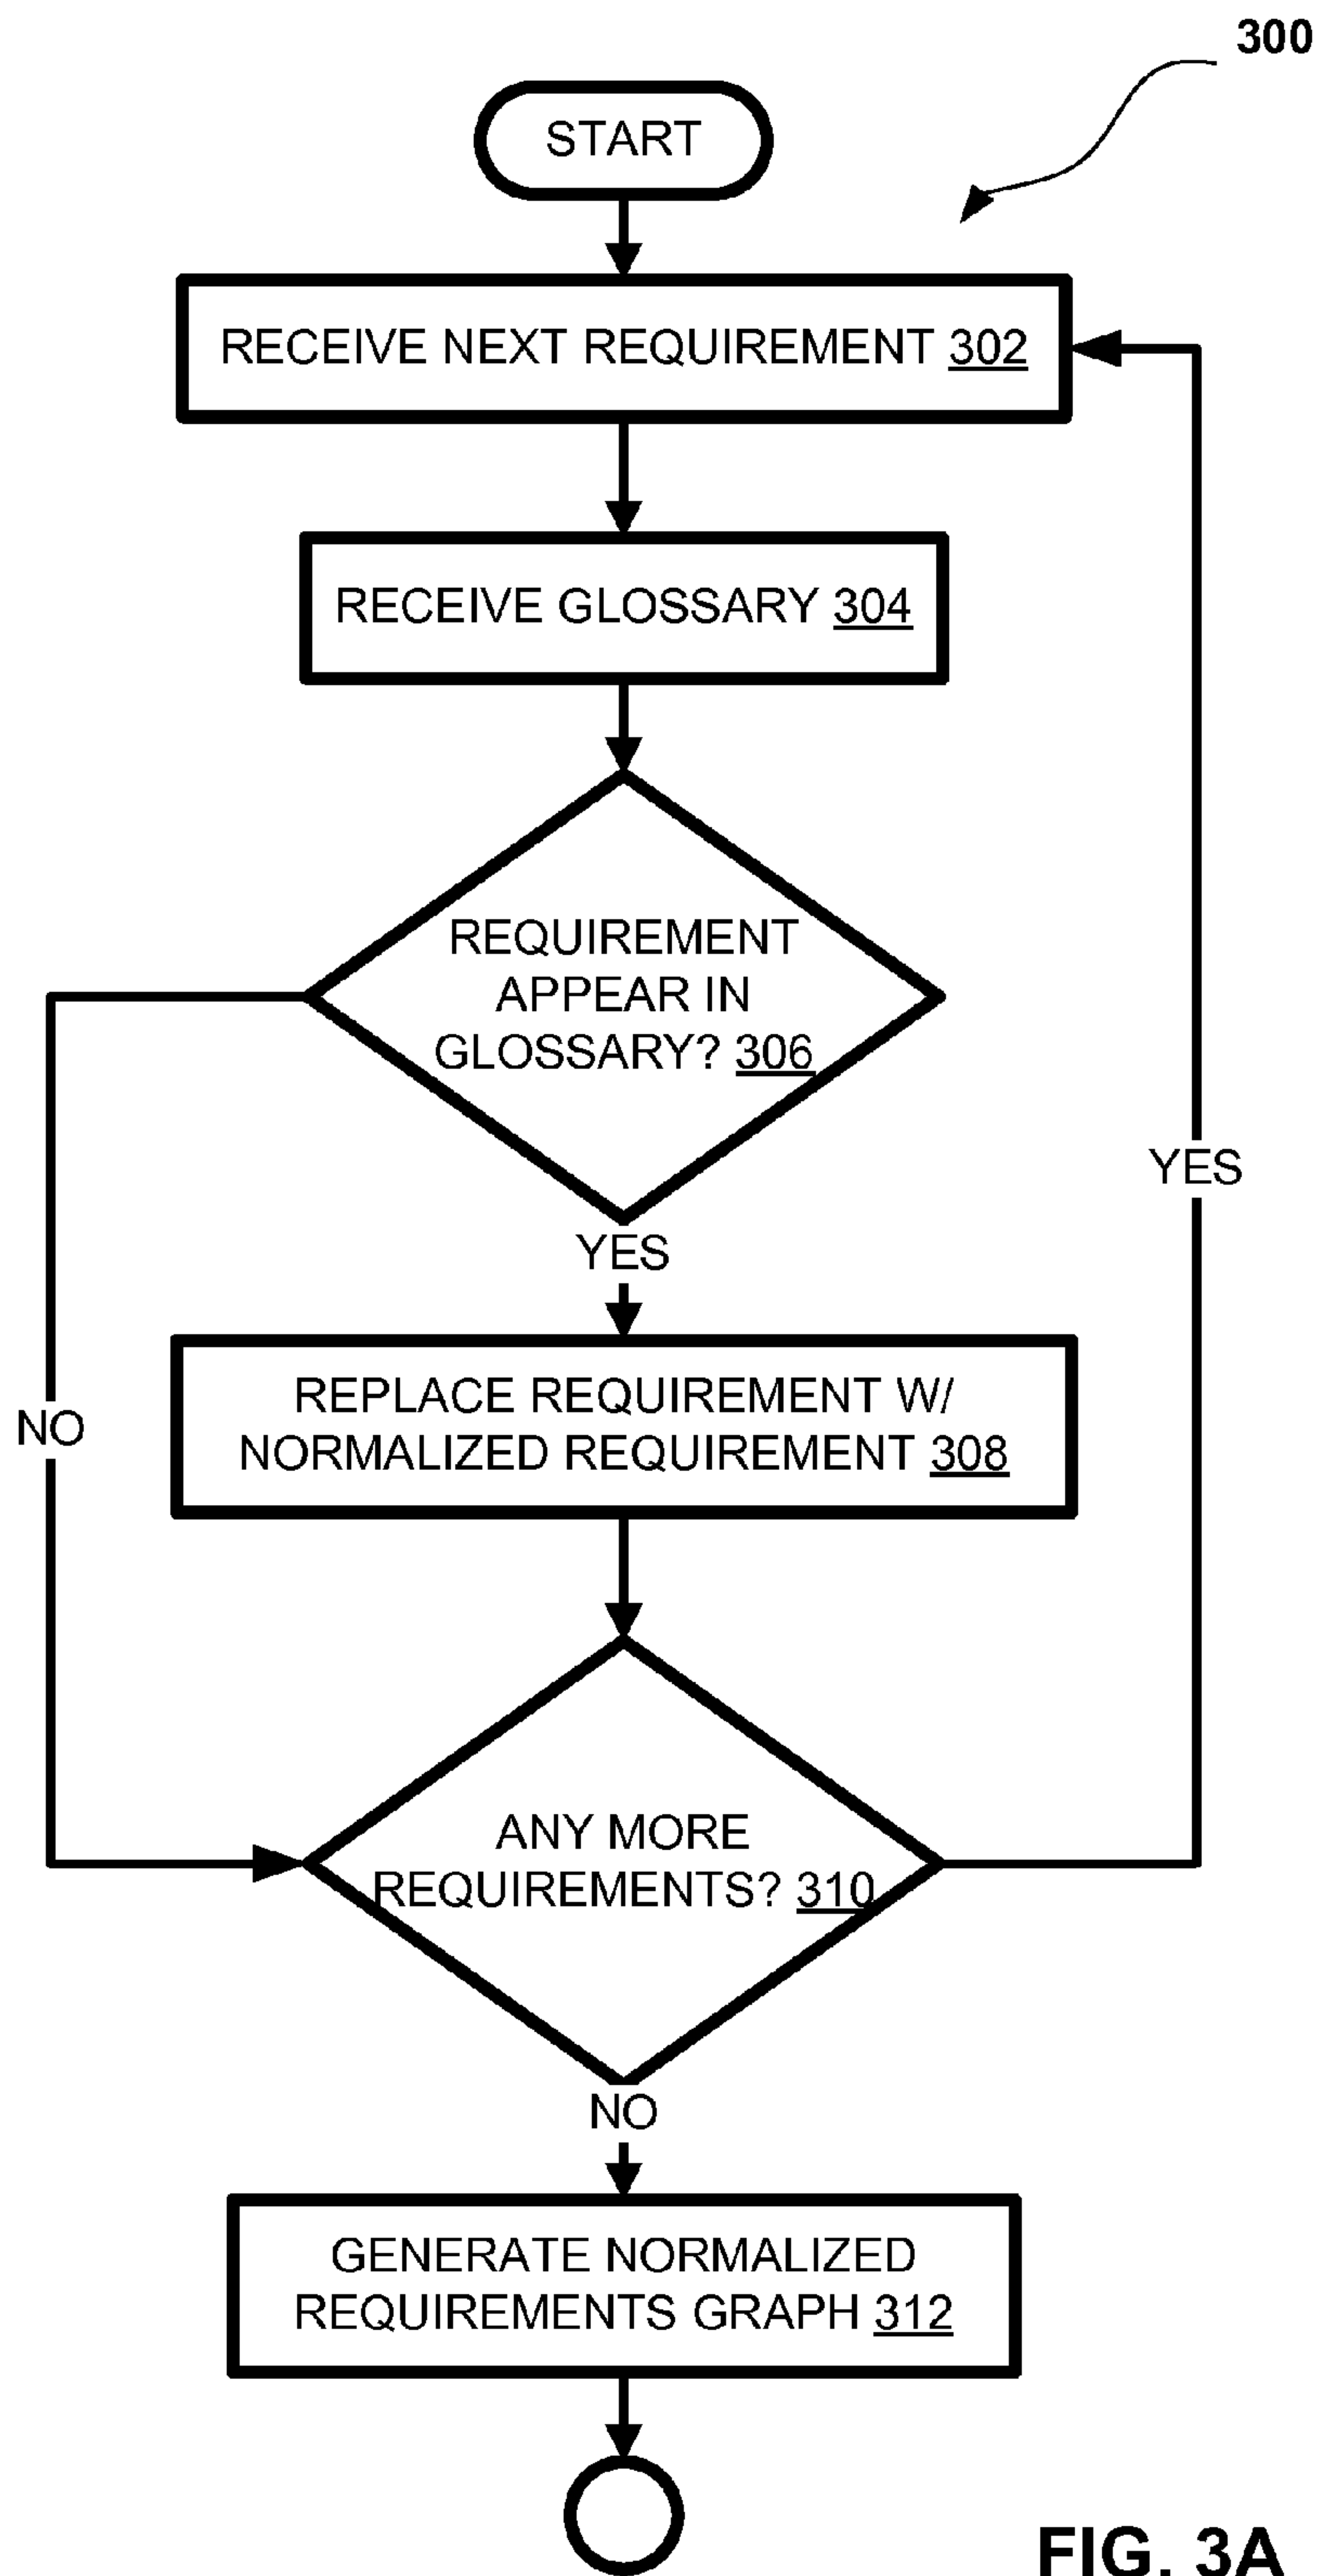 300
START
RECEIVE NEXT REQUIREMENT 302
RECEIVE GLOSSARY 304
REQUIREMENT
APPEAR IN
GLOSSARY? 306
YES
YES
REPLACE REQUIREMENT W/
NORMALIZED REQUIREMENT 308
NO
ANY MORE
REQUIREMENTS? 310
NO
GENERATE NORMALIZED
REQUIREMENTS GRAPH 312
FIG. 3A